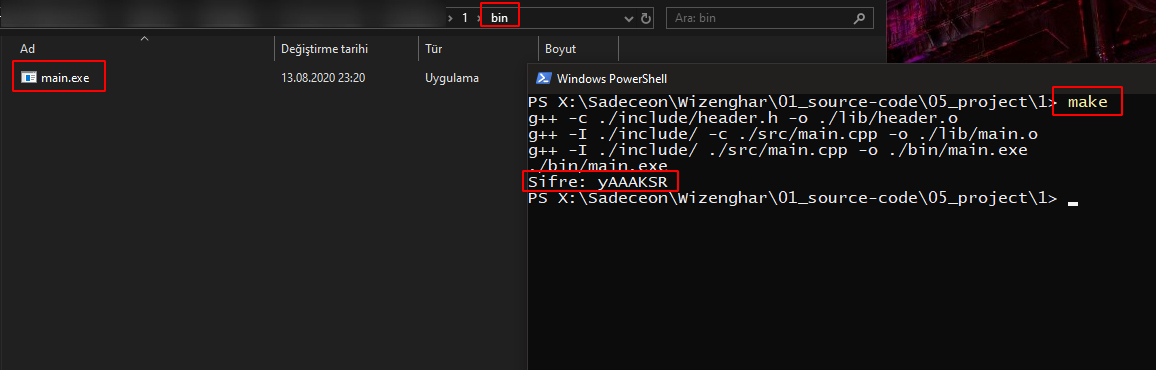 1 > bin
Ara: bin
Ad
Değiştirme tarihi
Tür
Boyut
main.exe
13.08.2020 23:20
Uygulama
Windows PowerShell
PS X:\Sadeceon\Wizenghar\01_source-code\05_project\1> make
g++ -c ./include/header.h -o ./lib/header.o
g++ -I ./include/ -c ./src/main.cpp -o ./lib/main.o
g++ -I ./include/ ./src/main.cpp -o ./bin/main.exe
./bin/main.exe
Sifre: yAAAKSR
PS X:\Sadeceon\Wizenghar\01_source-code\05_project\1>